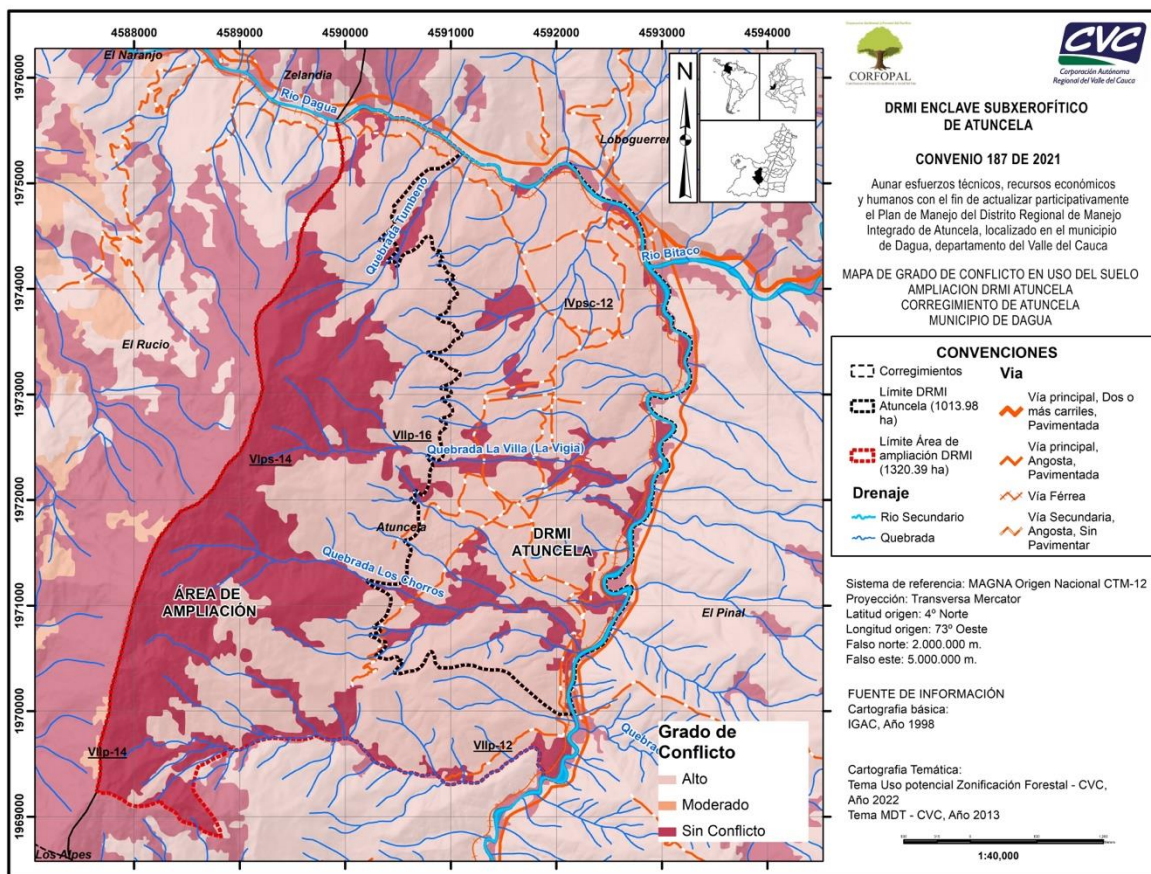 4588000 4589000 4590000 4591000 4592000 4593000 4594000
1976000
1975000
1974000
1973000
1972000
1971000
1970000
1969000
El Naranjo
Zelandia
Rio Dagua
Loboguerrer
Quebrada Tumbeno
Rio Bitaco
IVpsc-12
El Rucio
VIIp-16
Quebrada La Villa (La Vigia)
VIps-14
Atuncela
DRMI
ATUNCELA
Quebrada Los Chorros
ÁREA DE
AMPLIACIÓN
El Pinal
VIIp-14
VIIp-12
Quebrad
Los Alpes
N
Grado de
Conflicto
Alto
Moderado
Sin Conflicto
CORFOPAL
CVC
Corporación Autónoma
Regional del Valle del Cauca
DRMI ENCLAVE SUBXEROFÍTICO
DE ATUNCELA
CONVENIO 187 DE 2021
Aunar esfuerzos técnicos, recursos económicos
y humanos con el fin de actualizar participativamente
el Plan de Manejo del Distrito Regional de Manejo
Integrado de Atuncela, localizado en el municipio
de Dagua, departamento del Valle del Cauca
MAPA DE GRADO DE CONFLICTO EN USO DEL SUELO
AMPLIACION DRMI ATUNCELA
CORREGIMIENTO DE ATUNCELA
MUNICIPIO DE DAGUA
CONVENCIONES
Corregimientos
Límite DRMI
Atuncela (1013.98
ha)
Límite Área de
ampliación DRMI
(1320.39 ha)
Drenaje
Rio Secundario
Quebrada
Via
Vía principal, Dos o
más carriles,
Pavimentada
Vía principal,
Angosta,
Pavimentada
Vía Férrea
Vía Secundaria,
Angosta, Sin
Pavimentar
Sistema de referencia: MAGNA Origen Nacional CTM-12
Proyección: Transversa Mercator
Latitud origen: 4º Norte
Longitud origen: 73º Oeste
Falso norte: 2.000.000 m.
Falso este: 5.000.000 m.
FUENTE DE INFORMACIÓN
Cartografía básica:
IGAC, Año 1998
Cartografia Temática:
Tema Uso potencial Zonificación Forestal - CVC,
Año 2022
Tema MDT - CVC, Año 2013
1:40,000